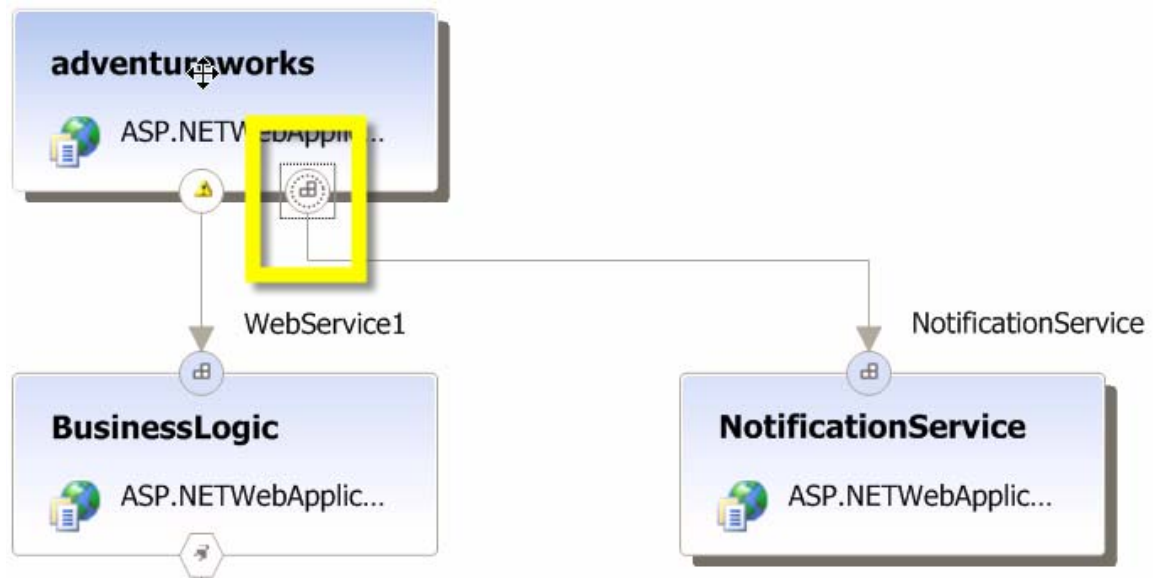 adventureworks
ASP.NETWebApplic...
WebService1
NotificationService
BusinessLogic
ASP.NETWebApplic...
NotificationService
ASP.NETWebApplic...